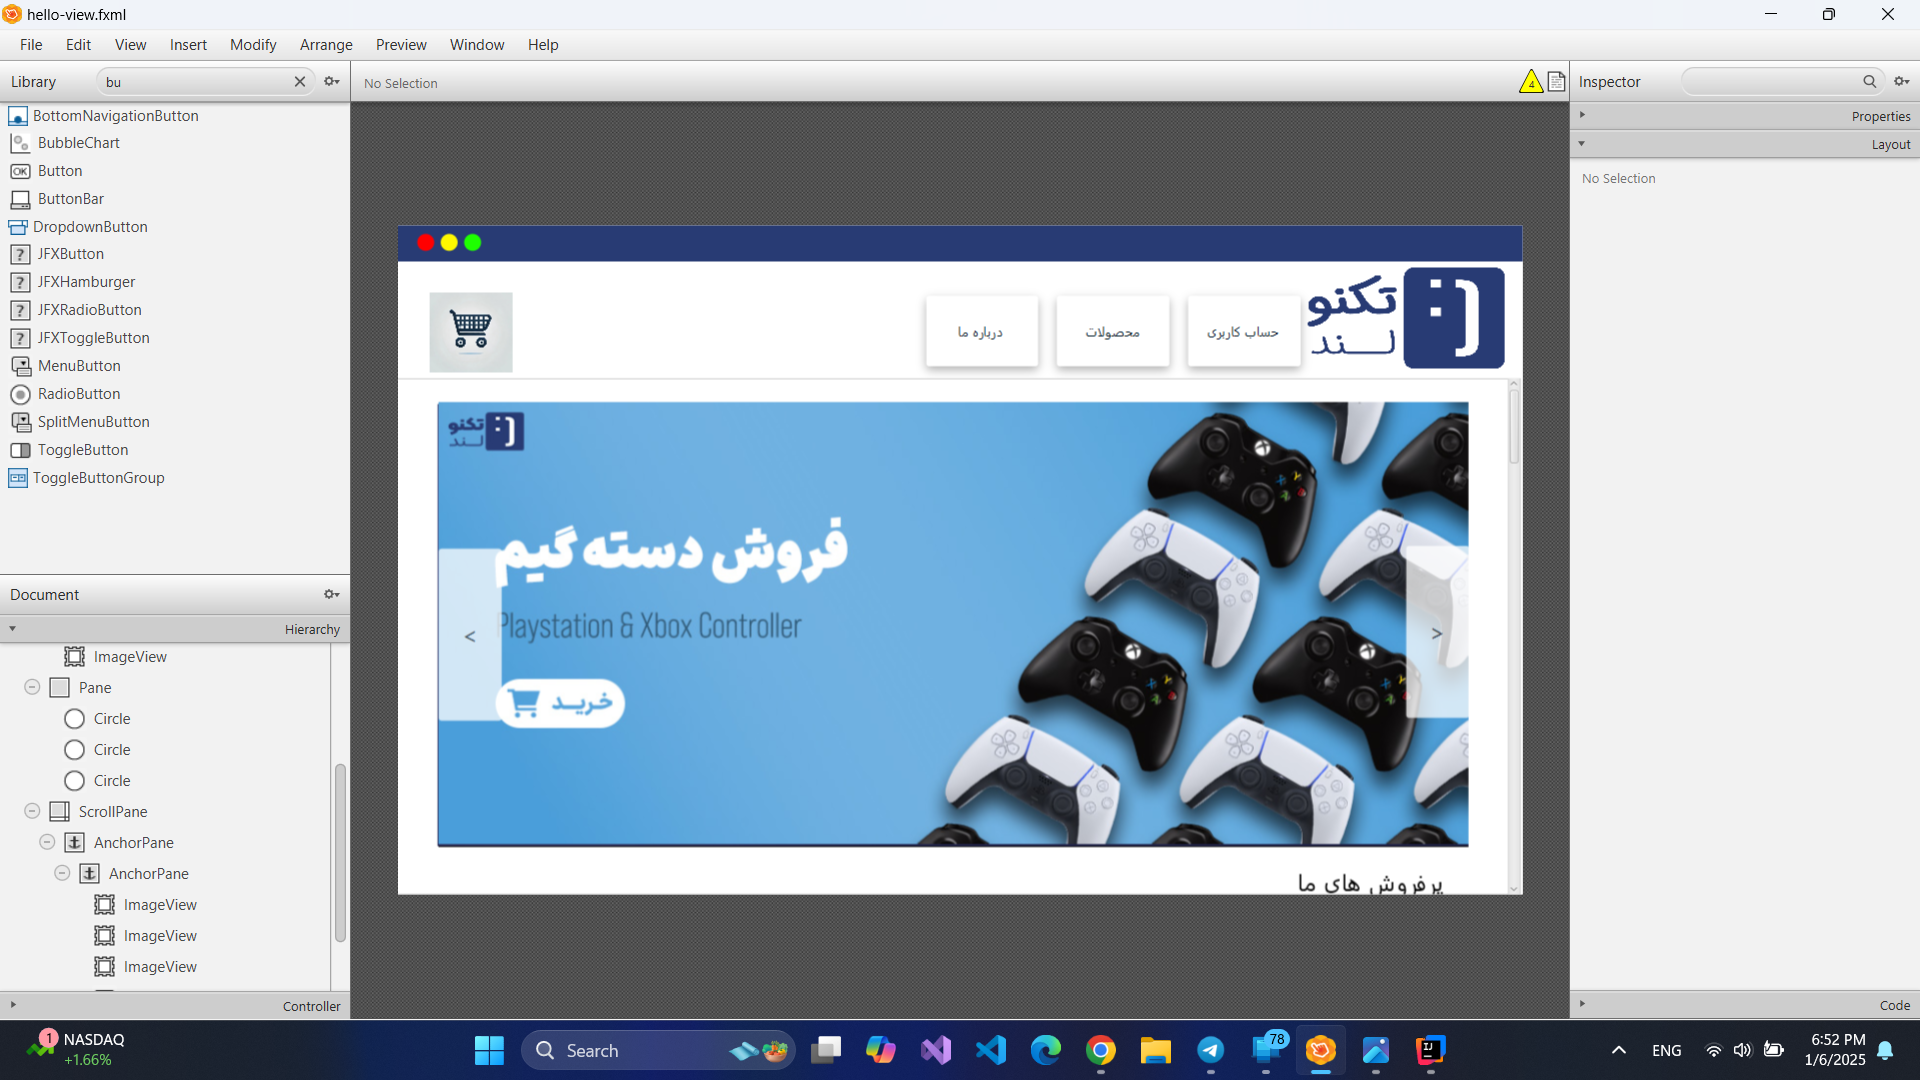 hello-view.fxml
File Edit View Insert Modify Arrange Preview Window Help
Library bu
No Selection
4
Inspector
BottomNavigationButton
BubbleChart
OK Button
ButtonBar
DropdownButton
? JFXButton
? JFXHamburger
? JFXRadioButton
? JFXToggleButton
MenuButton
RadioButton
SplitMenuButton
ToggleButton
ToggleButtonGroup
Document
Hierarchy
ImageView
Pane
Circle
Circle
Circle
ScrollPane
AnchorPane
AnchorPane
ImageView
ImageView
ImageView
Controller
تکنو
لند
حساب کاربری
محصولات
درباره ما
تکنو
لند
فروش دسته گیم
Playstation & Xbox Controller
خرید
<
>
پرفروش های ما
Properties
Layout
No Selection
Code
1
NASDAQ
+1.66%
Search
78
IJ
ENG
6:52 PM
1/6/2025